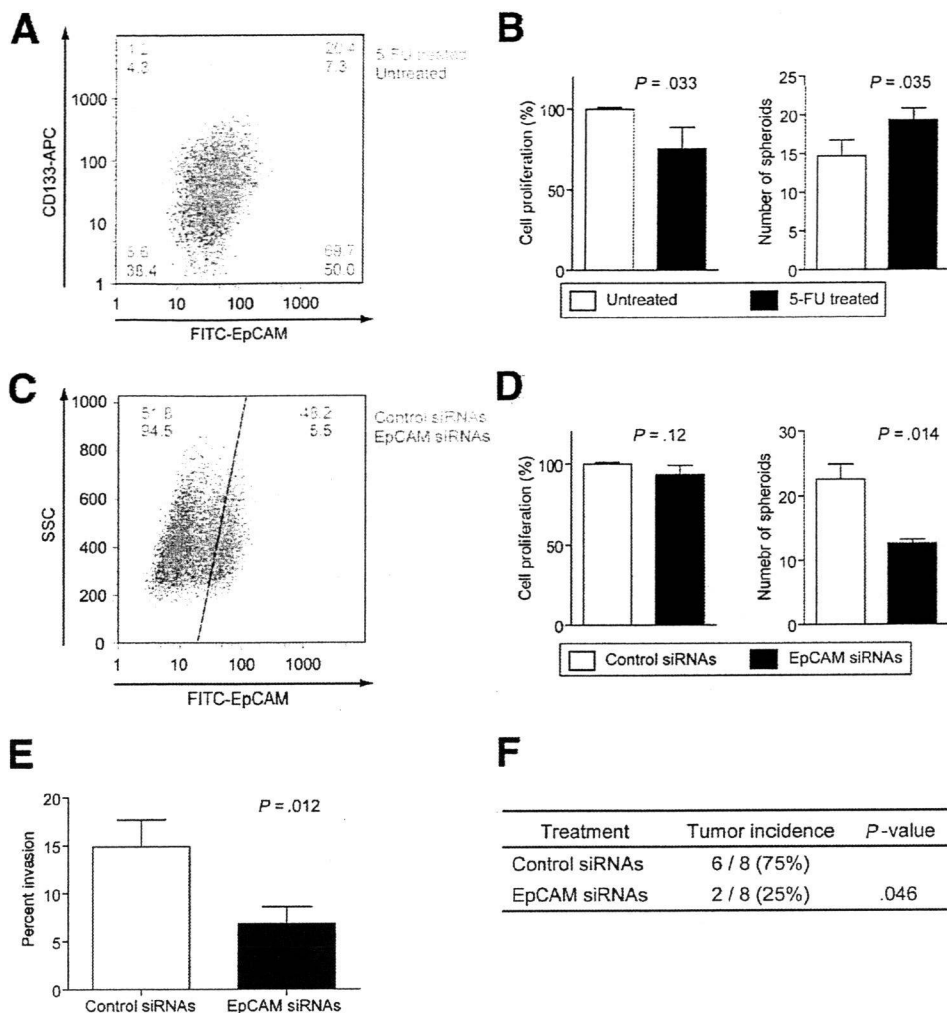 A
CD133-APC
1000
100
10
1
20.4
4.3
7.3
5-FU treated
Untreated
5.6
38.4
69.7
50.0
1
10
100
1000
FITC-EpCAM
B
Cell proliferation (%)
100
50
0
P = .033
Number of spheroids
25
20
15
10
5
0
P = .035
Untreated
5-FU treated
C
SSC
1000
800
600
400
200
0
51.8
94.5
48.2
5.5
Control siRNAs
EpCAM siRNAs
1
10
100
1000
FITC-EpCAM
D
Cell proliferation (%)
100
50
0
P = .12
Numebr of spheroids
30
20
10
0
P = .014
Control siRNAs
EpCAM siRNAs
E
Percent invasion
20
15
10
5
0
P = .012
Control siRNAs
EpCAM siRNAs
F
Treatment Tumor incidence P-value
Control siRNAs 6 / 8 (75%)
EpCAM siRNAs 2 / 8 (25%) .046